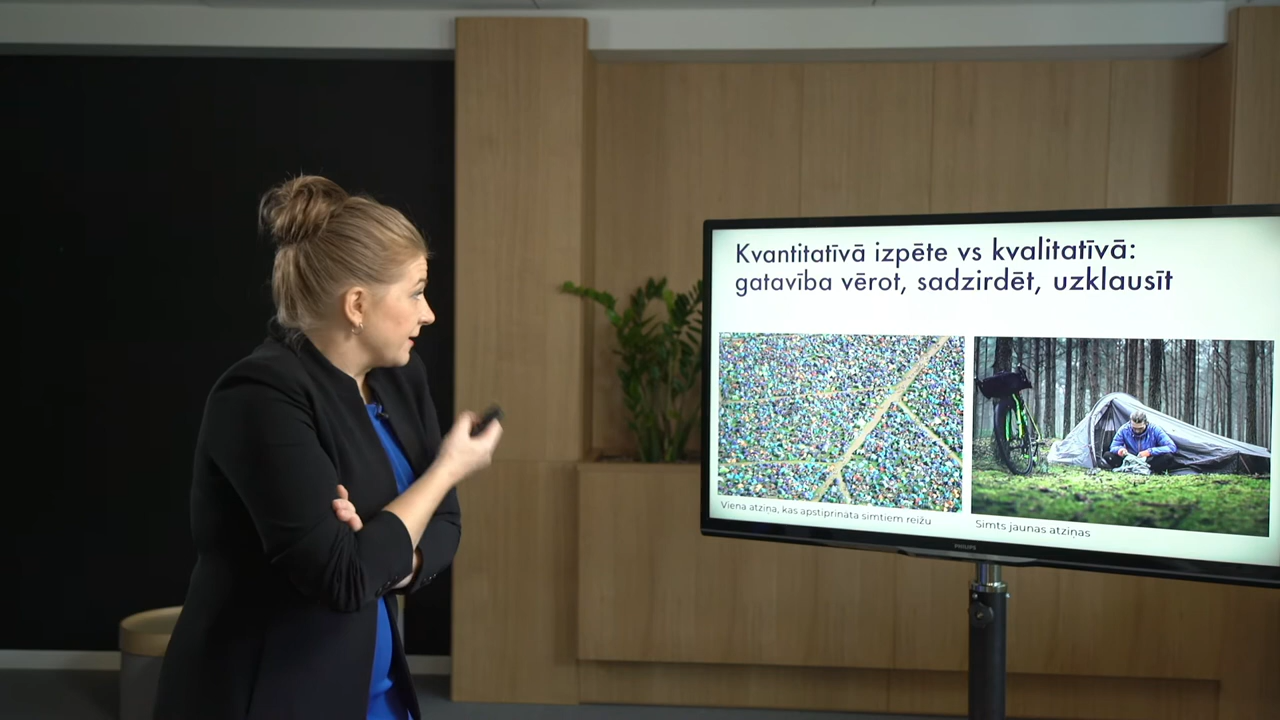 Kvantitatīvā izpēte vs kvalitatīvā:
gatavība vērot, sadzirdēt, uzklausīt
Viena atziņa, kas apstiprināta simtiem reižu
Simts jaunas atziņas
PHILIPS